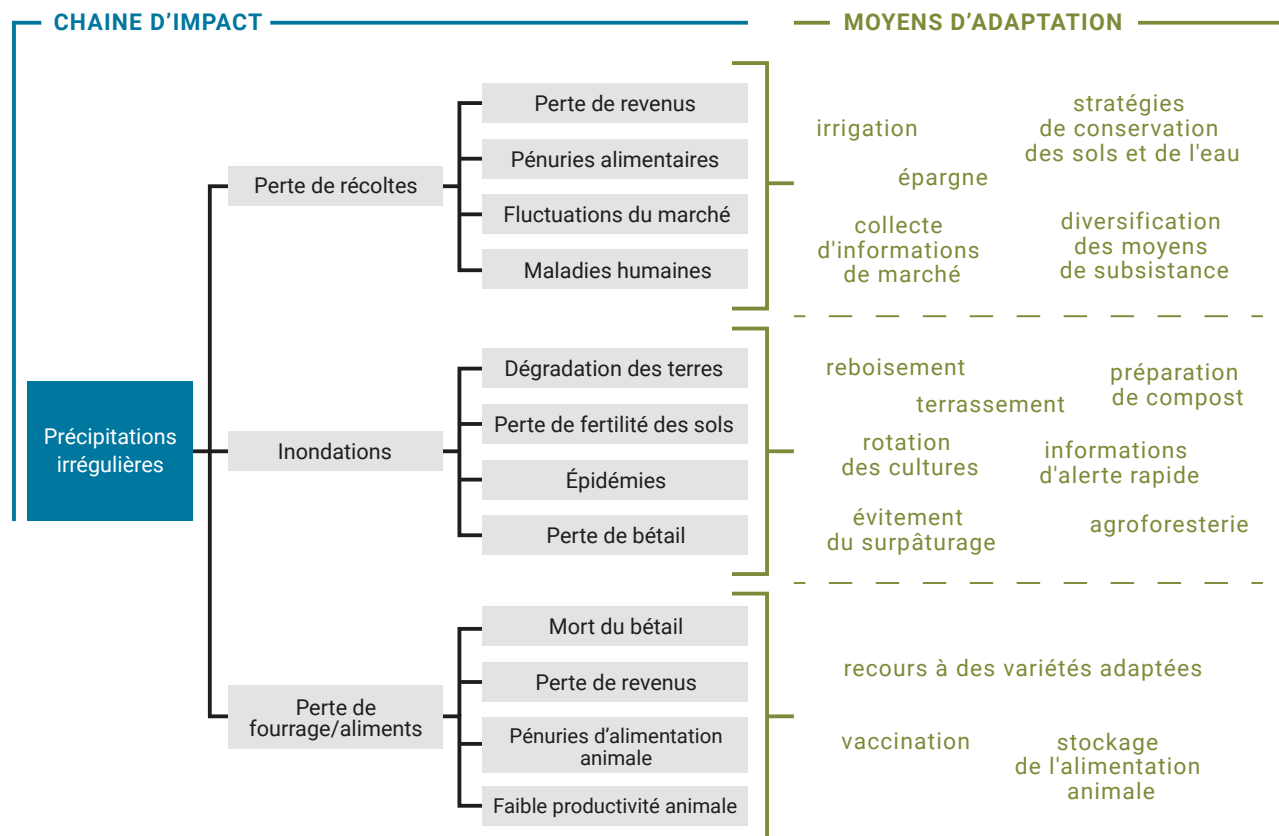 CHAINE D'IMPACT
MOYENS D'ADAPTATION
Précipitations
irrégulières
Perte de récoltes
Perte de revenus
Pénuries alimentaires
Fluctuations du marché
Maladies humaines
irrigation
stratégies
de conservation
des sols et de l'eau
épargne
collecte
d'informations
de marché
diversification
des moyens
de subsistance
Inondations
Dégradation des terres
Perte de fertilité des sols
Épidémies
Perte de bétail
reboisement
préparation
de compost
terrassement
rotation
des cultures
informations
d'alerte rapide
évitement
du surpâturage
agroforesterie
Perte de
fourrage/aliments
Mort du bétail
Perte de revenus
Pénuries d'alimentation
animale
Faible productivité animale
recours à des variétés adaptées
vaccination
stockage
de l'alimentation
animale